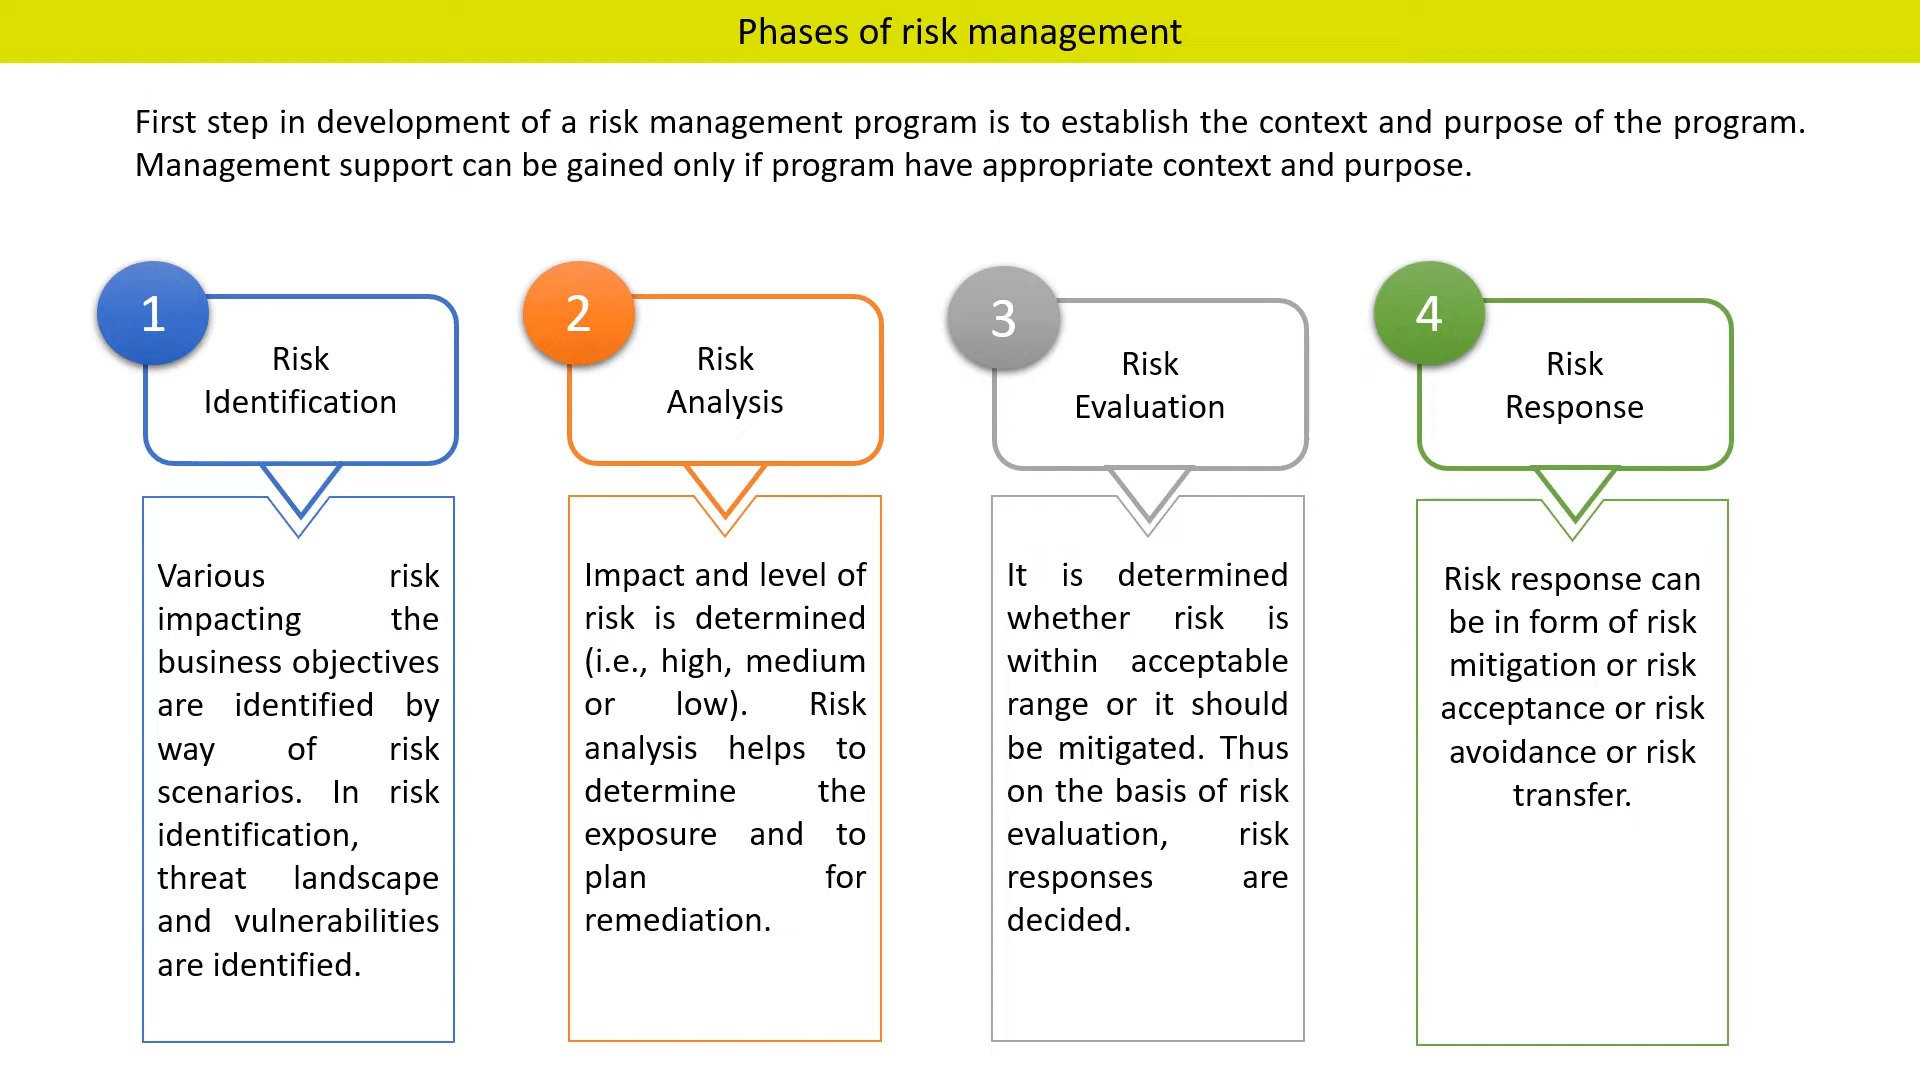 Phases of risk management
First step in development of a risk management program is to establish the context and purpose of the program.
Management support can be gained only if program have appropriate context and purpose.
1
Risk
Identification
Various risk
impacting the
business objectives
are identified by
way of risk
scenarios. In risk
identification,
threat landscape
and vulnerabilities
are identified.
2
Risk
Analysis
Impact and level of
risk is determined
(i.e., high, medium
or low). Risk
analysis helps to
determine the
exposure and to
plan for
remediation.
3
Risk
Evaluation
It is determined
whether risk is
within acceptable
range or it should
be mitigated. Thus
on the basis of risk
evaluation, risk
responses are
decided.
4
Risk
Response
Risk response can
be in form of risk
mitigation or risk
acceptance or risk
avoidance or risk
transfer.